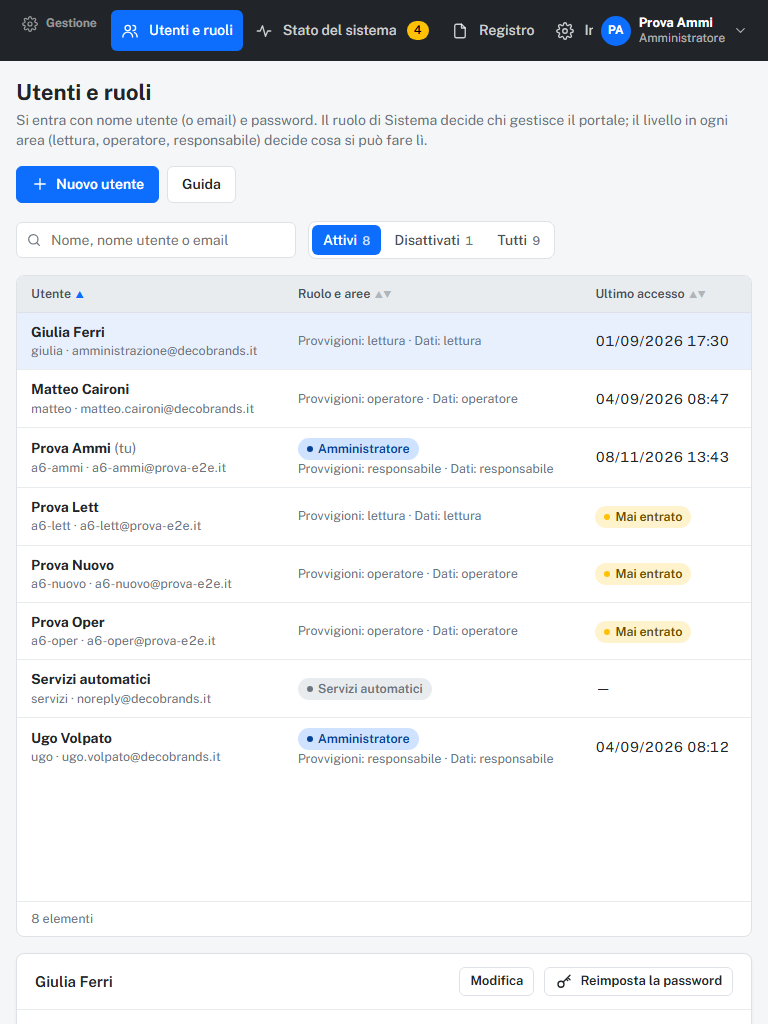 Gestione
Utenti e ruoli
Stato del sistema 4
Registro
PA
Prova Ammi
Amministratore
Utenti e ruoli
Si entra con nome utente (o email) e password. Il ruolo di Sistema decide chi gestisce il portale; il livello in ogni
area (lettura, operatore, responsabile) decide cosa si può fare lì.
Nuovo utente
Guida
Nome, nome utente o email
Attivi 8
Disattivati 1
Tutti 9
Utente ▲ Ruolo e aree ▲▼ Ultimo accesso ▲▼
Giulia Ferri
giulia · amministrazione@decobrands.it
Provvigioni: lettura · Dati: lettura
01/09/2026 17:30
Matteo Caironi
matteo · matteo.caironi@decobrands.it
Provvigioni: operatore · Dati: operatore
04/09/2026 08:47
Prova Ammi (tu)
a6-ammi · a6-ammi@prova-e2e.it
Amministratore
Provvigioni: responsabile · Dati: responsabile
08/11/2026 13:43
Prova Lett
a6-lett · a6-lett@prova-e2e.it
Provvigioni: lettura · Dati: lettura
Mai entrato
Prova Nuovo
a6-nuovo · a6-nuovo@prova-e2e.it
Provvigioni: operatore · Dati: operatore
Mai entrato
Prova Oper
a6-oper · a6-oper@prova-e2e.it
Provvigioni: operatore · Dati: operatore
Mai entrato
Servizi automatici
servizi · noreply@decobrands.it
Servizi automatici
—
Ugo Volpato
ugo · ugo.volpato@decobrands.it
Amministratore
Provvigioni: responsabile · Dati: responsabile
04/09/2026 08:12
8 elementi
Giulia Ferri
Modifica
Reimposta la password